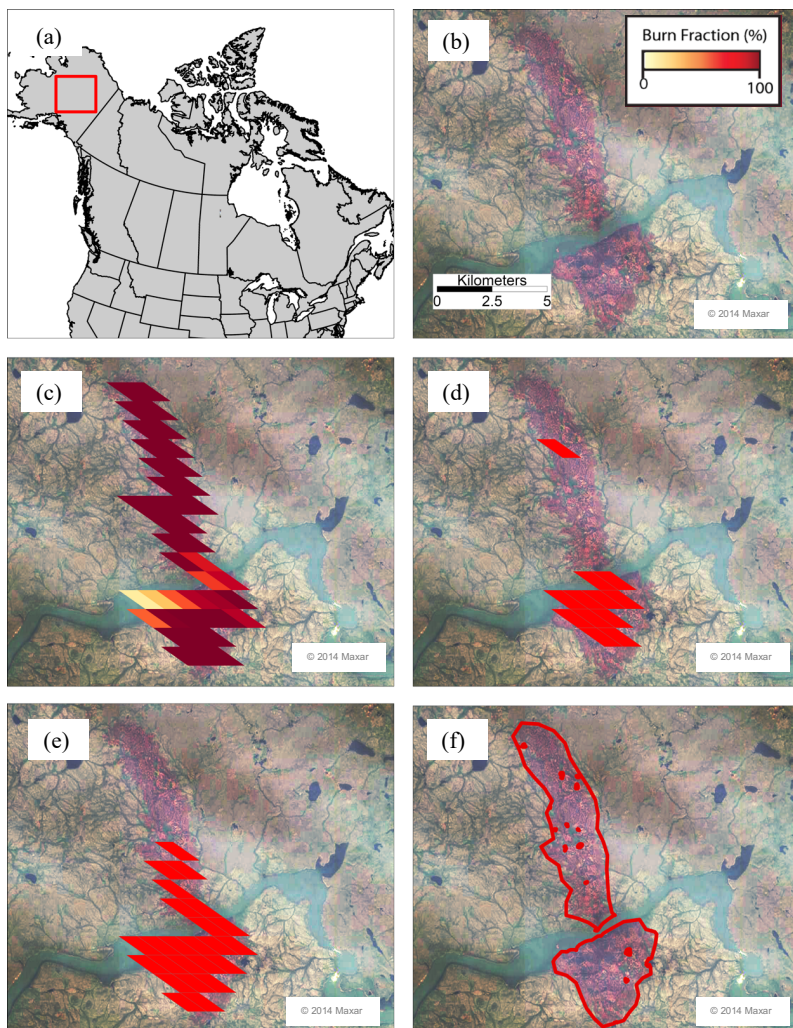 (a)
(b)
Burn Fraction (%)
0 100
Kilometers
0 2.5 5
© 2014 Maxar
(c)
© 2014 Maxar
(d)
© 2014 Maxar
(e)
© 2014 Maxar
(f)
© 2014 Maxar